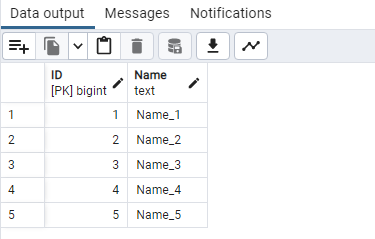 Data output Messages Notifications
ID Name
[PK] bigint text
1 1 Name_1
2 2 Name_2
3 3 Name_3
4 4 Name_4
5 5 Name_5